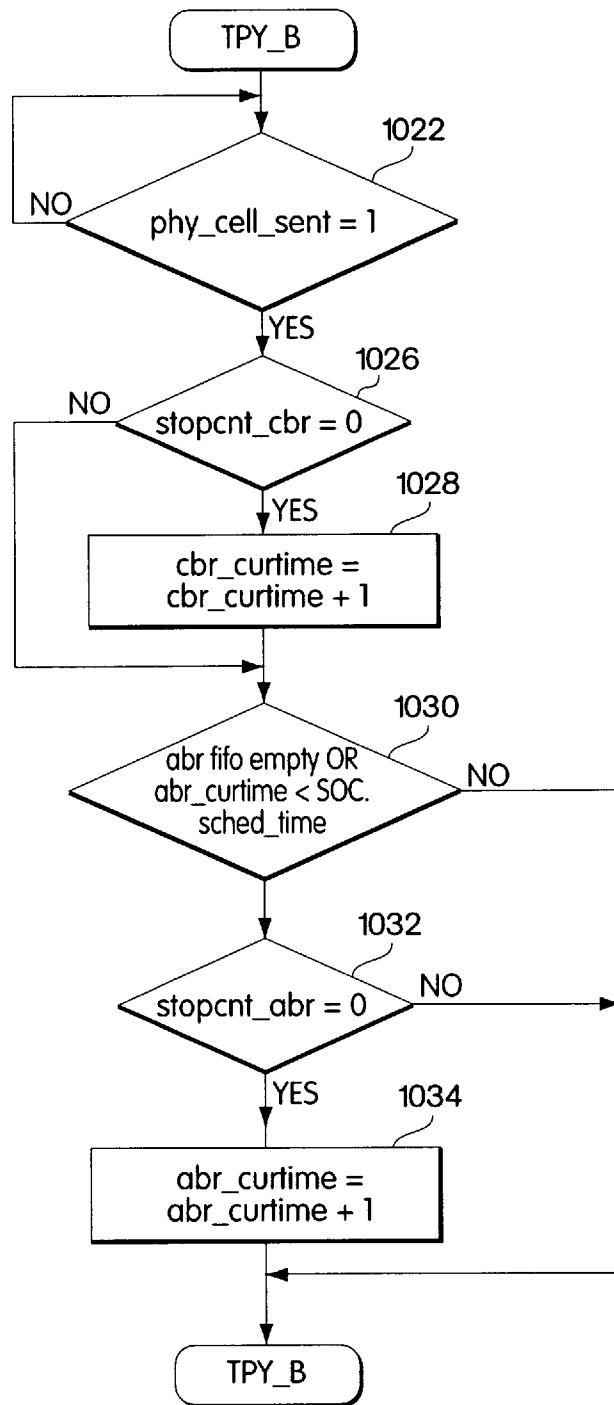 TPY_B
1022
NO
phy_cell_sent = 1
YES
1026
NO
stopcnt_cbr = 0
YES
1028
cbr_curtime =
cbr_curtime + 1
1030
abr fifo empty OR
NO
abr_curtime < SOC.
sched_time
1032
stopcnt_abr = 0
NO
YES
1034
abr_curtime =
abr_curtime + 1
TPY_B